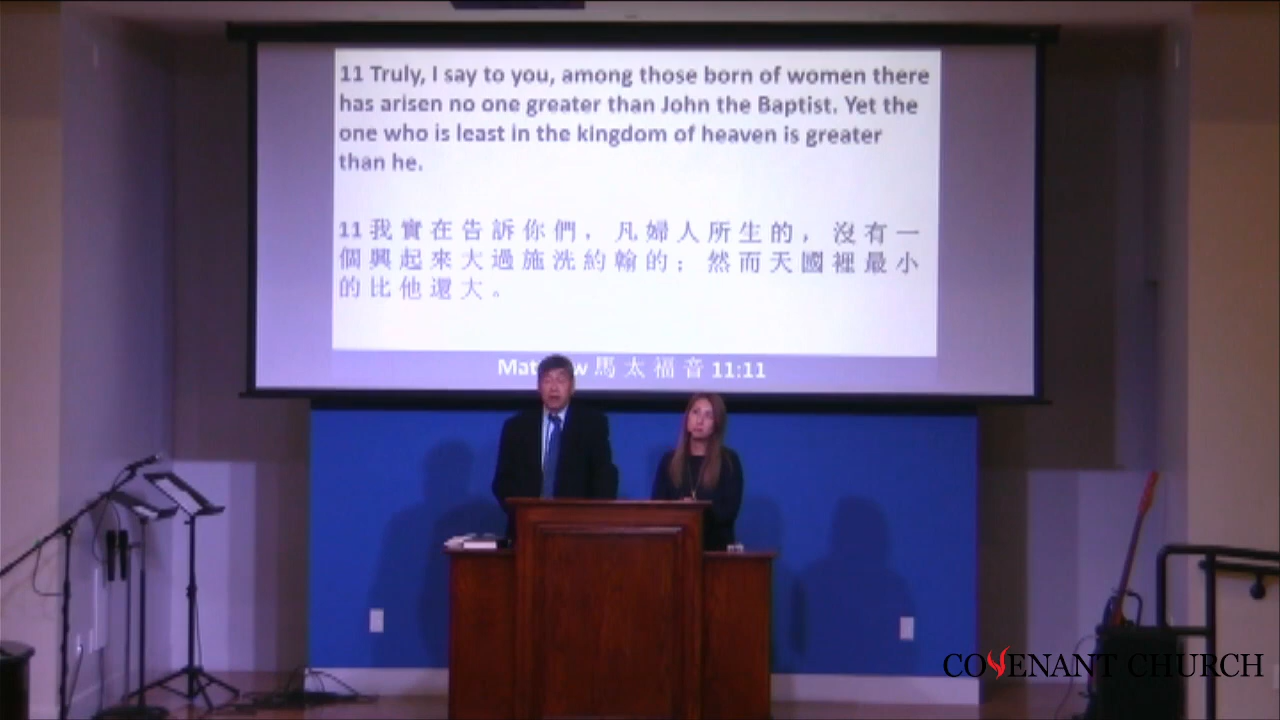 11 Truly, I say to you, among those born of women there
has arisen no one greater than John the Baptist. Yet the
one who is least in the kingdom of heaven is greater
than he.
11 我實在告訴你們，凡婦人所生的，沒有一
個興起來大過施洗約翰的；然而天國裡最小
的比他還大。
馬太福音 11:11
COVENANT CHURCH